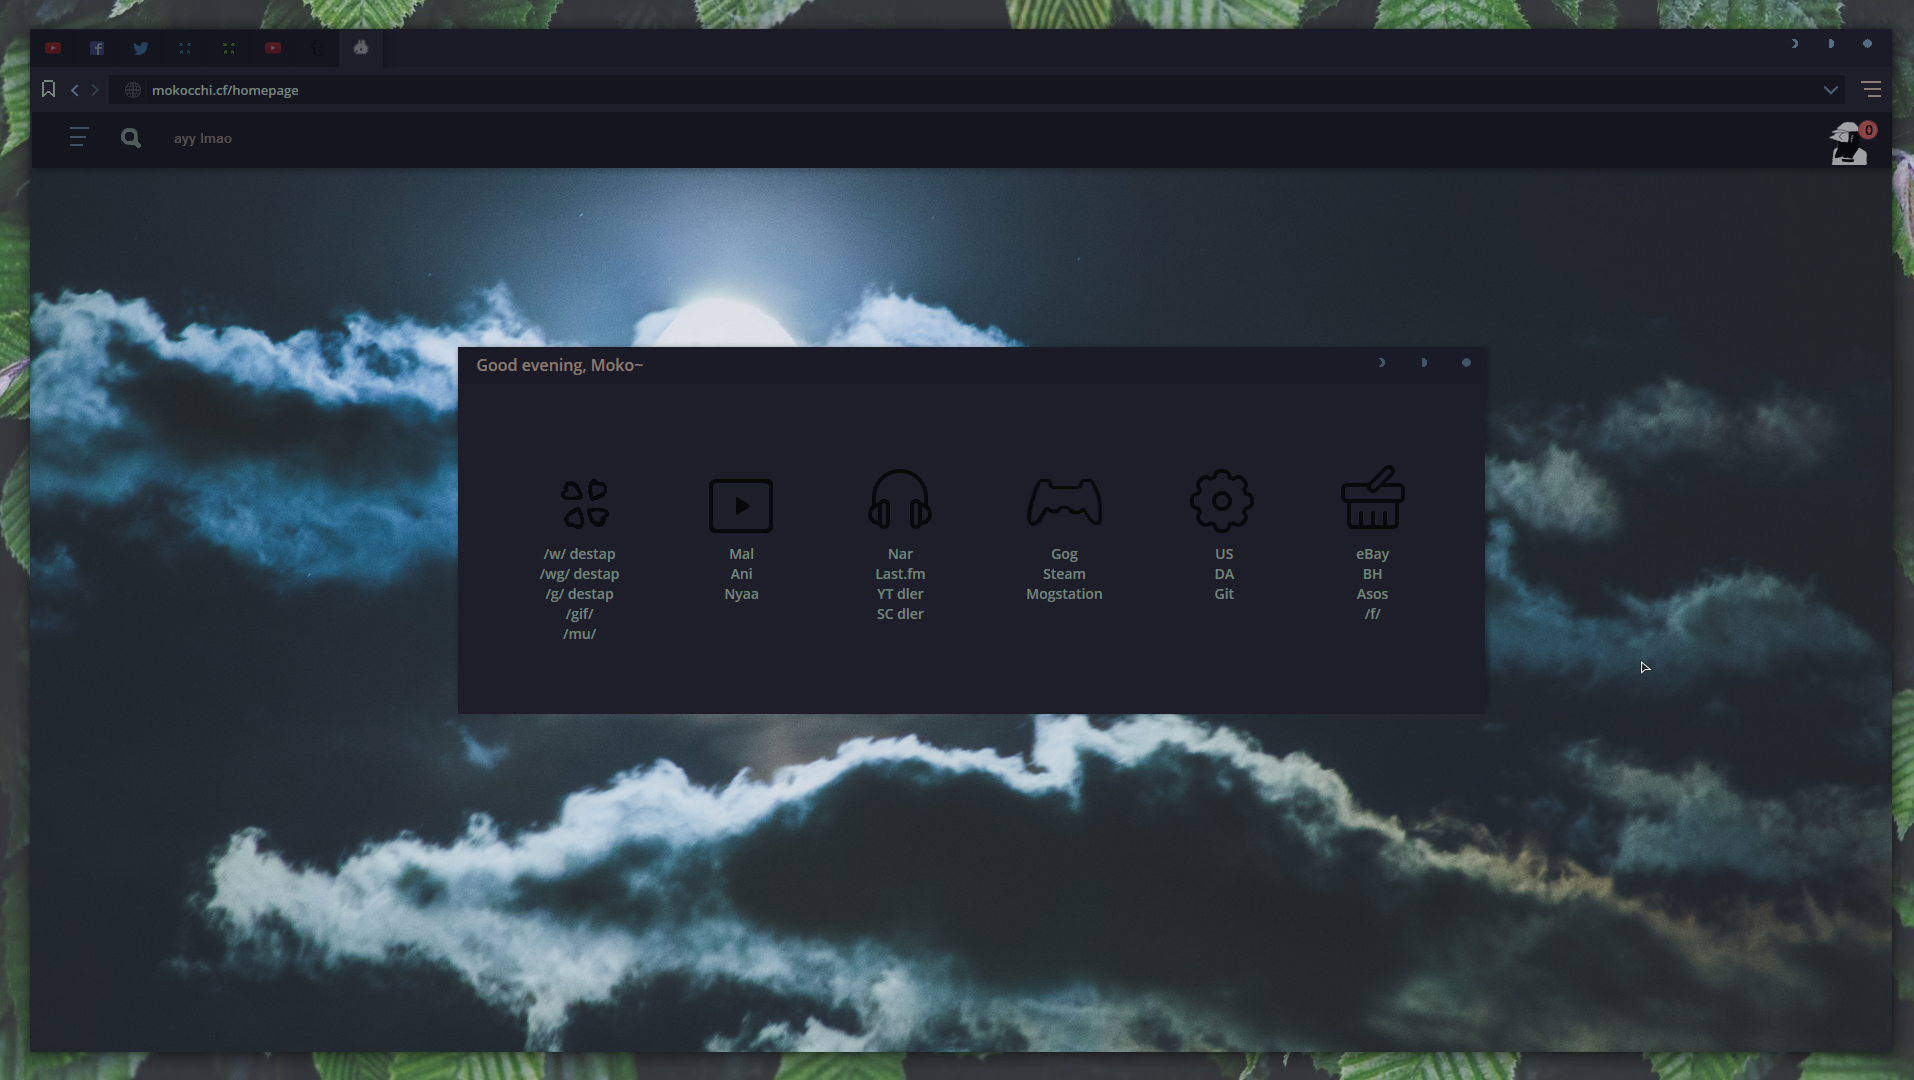 mokocchi.cf/homepage
ayy lmao
0
Good evening, Moko~
/w/ destap
/wg/ destap
/g/ destap
/gif/
/mu/
Mal
Ani
Nyaa
Nar
Last.fm
YT dler
SC dler
Gog
Steam
Mogstation
US
DA
Git
eBay
BH
Asos
/f/